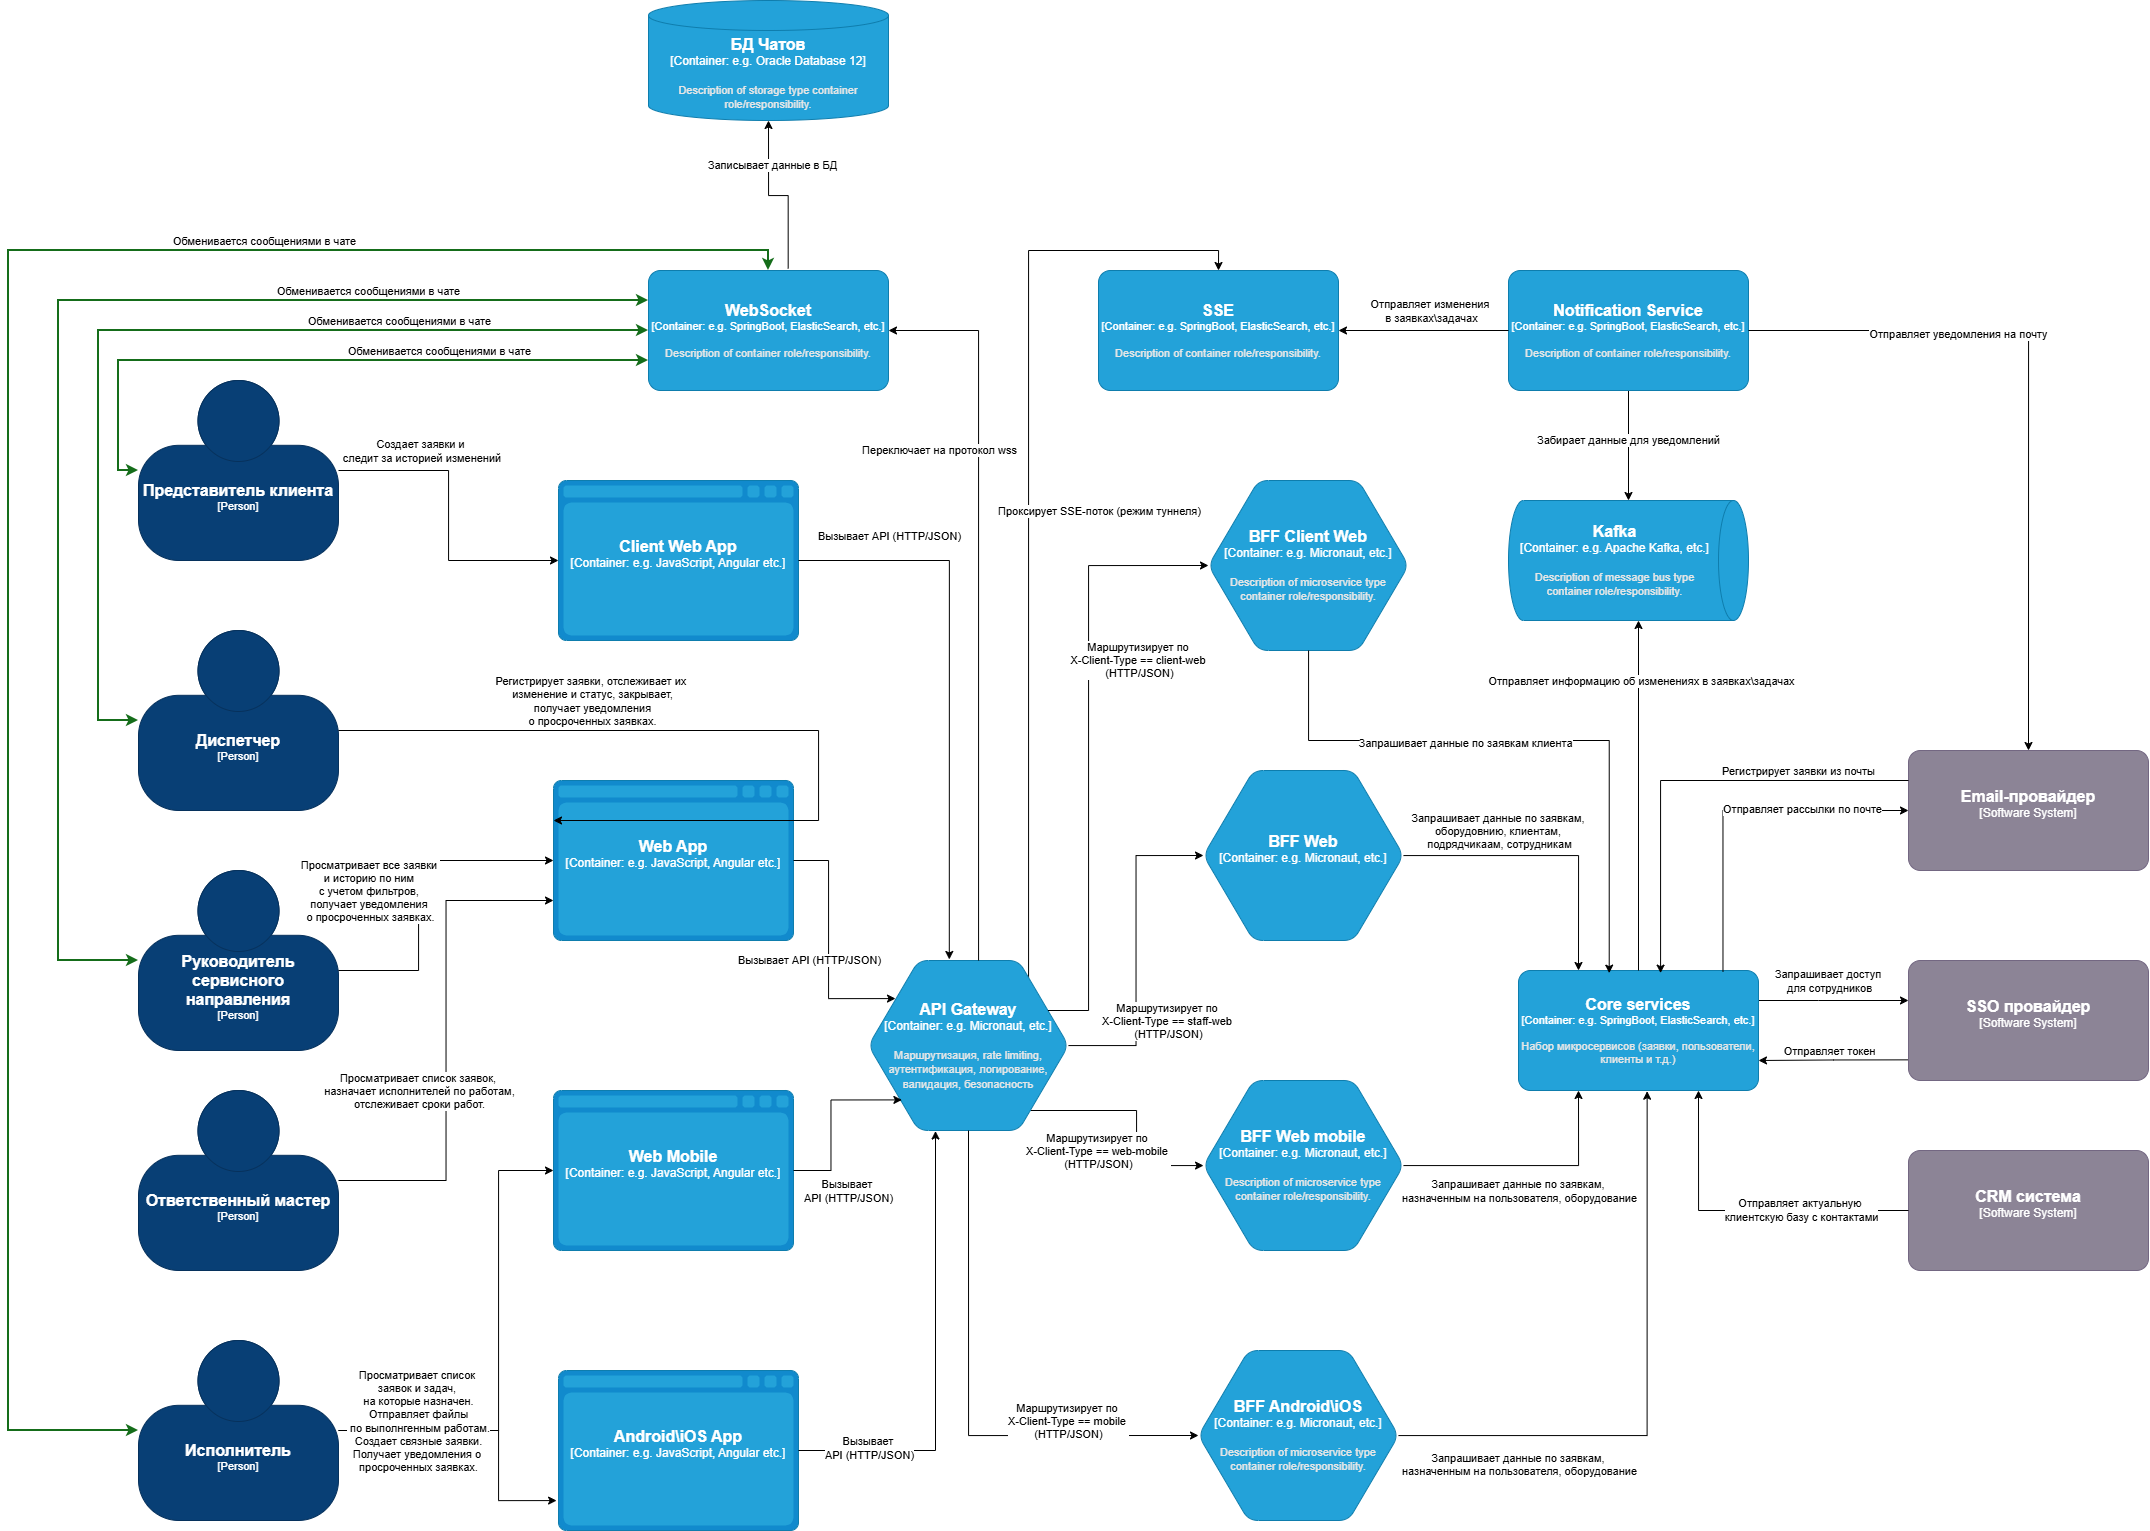 БД Чатов
[Container: e.g. Oracle Database 12]
Description of storage type container
role/responsibility.
Записывает данные в БД
Обменивается сообщениями в чате
Обменивается сообщениями в чате
Обменивается сообщениями в чате
Обменивается сообщениями в чате
WebSocket
[Container: e.g. SpringBoot, ElasticSearch, etc.]
Description of container role/responsibility.
SSE
[Container: e.g. SpringBoot, ElasticSearch, etc.]
Description of container role/responsibility.
Отправляет изменения
в заявках\задачах
Notification Service
[Container: e.g. SpringBoot, ElasticSearch, etc.]
Description of container role/responsibility.
Отправляет уведомления на почту
Представитель клиента
[Person]
Создает заявки и
следит за историей изменений
Переключает на протокол wss
Забирает данные для уведомлений
Проксирует SSE-поток (режим туннеля)
Client Web App
[Container: e.g. JavaScript, Angular etc.]
Вызывает API (HTTP/JSON)
BFF Client Web
[Container: e.g. Micronaut, etc.]
Description of microservice type
container role/responsibility.
Kafka
[Container: e.g. Apache Kafka, etc.]
Description of message bus type
container role/responsibility.
Маршрутизирует по
X-Client-Type == client-web
(HTTP/JSON)
Отправляет информацию об изменениях в заявках\задачах
Диспетчер
[Person]
Регистрирует заявки, отслеживает их
изменение и статус, закрывает,
получает уведомления
о просроченных заявках.
Запрашивает данные по заявкам клиента
Web App
[Container: e.g. JavaScript, Angular etc.]
BFF Web
[Container: e.g. Micronaut, etc.]
Запрашивает данные по заявкам,
оборудовнию, клиентам,
подрядчикаам, сотрудникам
Регистрирует заявки из почты
Отправляет рассылки по почте
Email-провайдер
[Software System]
Просматривает все заявки
и историю по ним
с учетом фильтров,
получает уведомления
о просроченных заявках.
Руководитель
сервисного
направления
[Person]
Вызывает API (HTTP/JSON)
API Gateway
[Container: e.g. Micronaut, etc.]
Маршрутизация, rate limiting,
аутентификация, логирование,
валидация, безопасность
Маршрутизирует по
X-Client-Type == staff-web
(HTTP/JSON)
Core services
[Container: e.g. SpringBoot, ElasticSearch, etc.]
Набор микросервисов (заявки, пользователи,
клиенты и т.д.)
Запрашивает доступ
для сотрудников
Отправляет токен
SSO провайдер
[Software System]
Просматривает список заявок,
назначает исполнителей по работам,
отслеживает сроки работ.
Ответственный мастер
[Person]
Web Mobile
[Container: e.g. JavaScript, Angular etc.]
Вызывает
API (HTTP/JSON)
Маршрутизирует по
X-Client-Type == web-mobile
(HTTP/JSON)
BFF Web mobile
[Container: e.g. Micronaut, etc.]
Description of microservice type
container role/responsibility.
Запрашивает данные по заявкам,
назначенным на пользователя, оборудование
Отправляет актуальную
клиентскую базу с контактами
CRM система
[Software System]
Исполнитель
[Person]
Просматривает список
заявок и задач,
на которые назначен.
Отправляет файлы
по выполнгенным работам.
Создает связные заявки.
Получает уведомления о
просроченных заявках.
Android\iOS App
[Container: e.g. JavaScript, Angular etc.]
Вызывает
API (HTTP/JSON)
Маршрутизирует по
X-Client-Type == mobile
(HTTP/JSON)
BFF Android\iOS
[Container: e.g. Micronaut, etc.]
Description of microservice type
container role/responsibility.
Запрашивает данные по заявкам,
назначенным на пользователя, оборудование